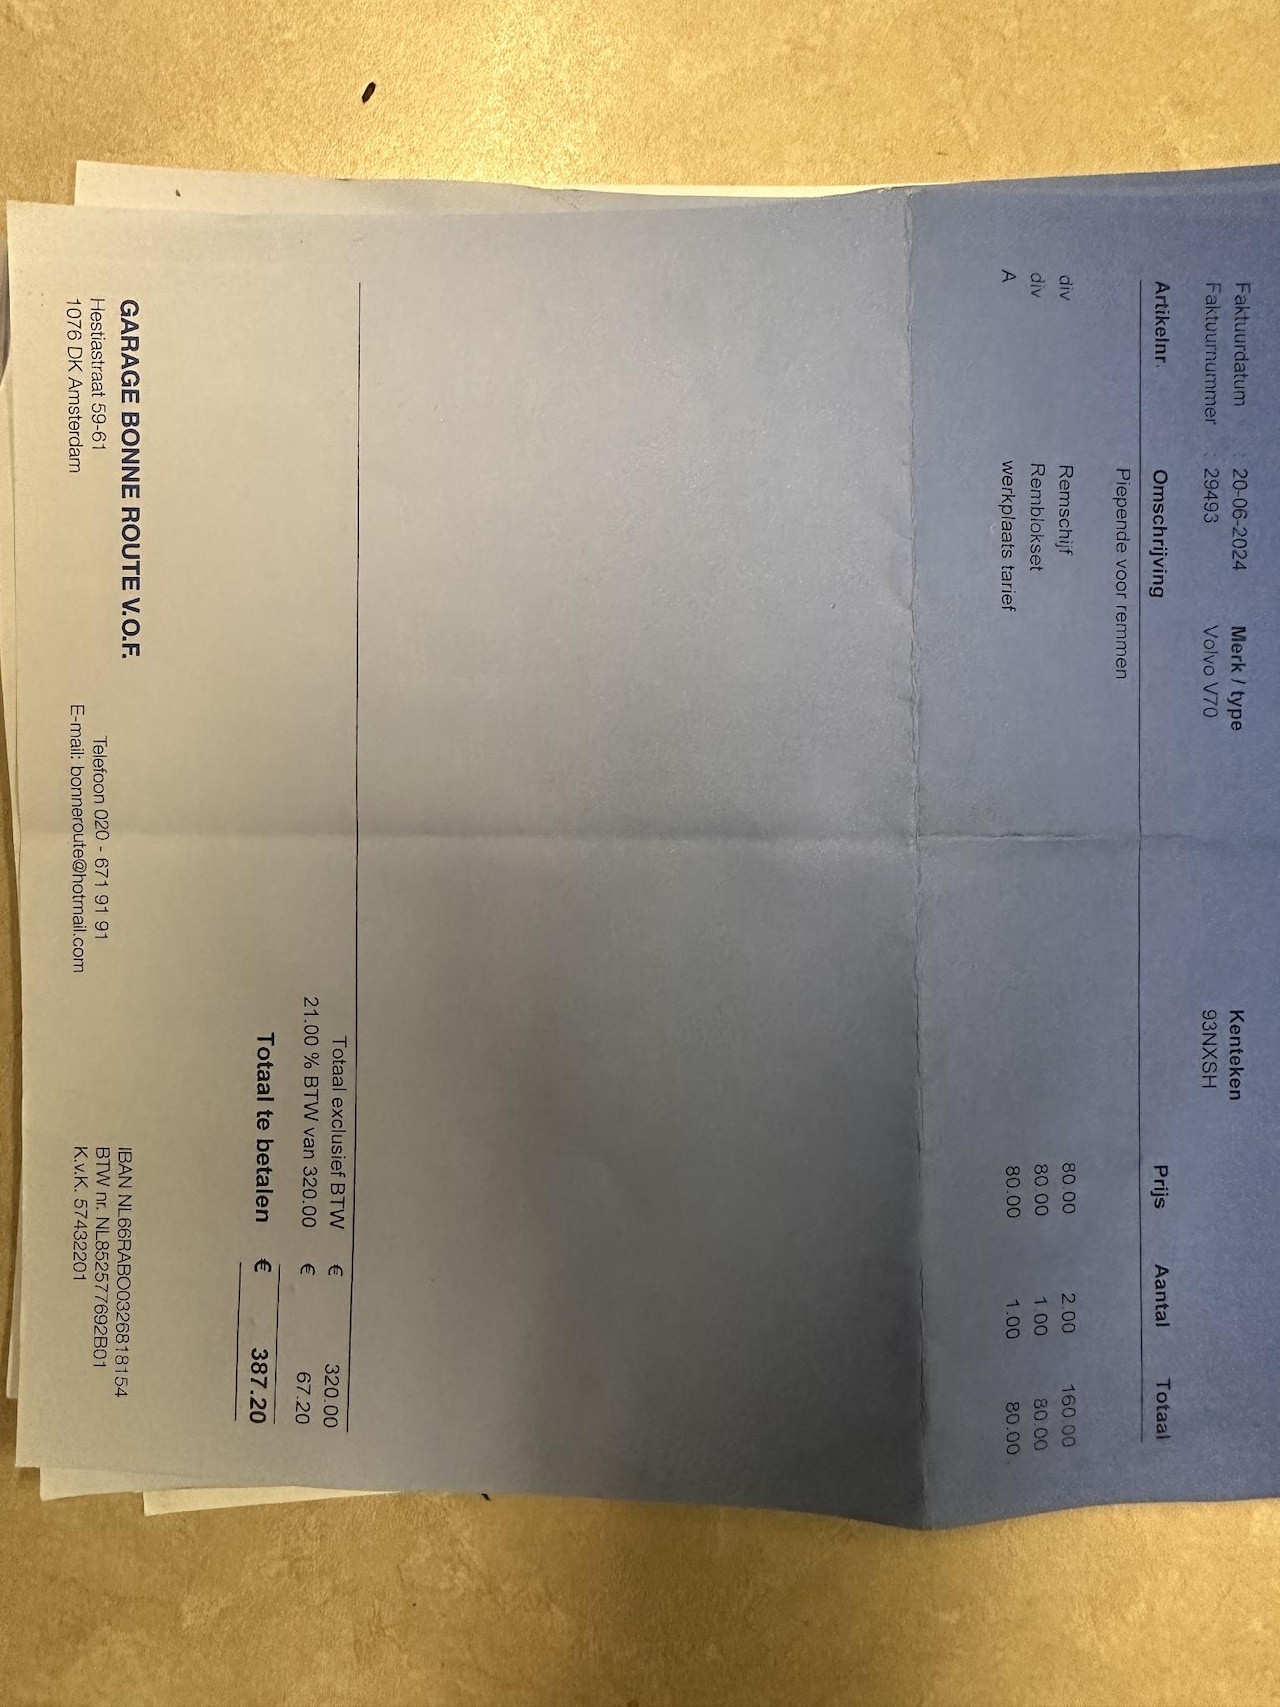 Faktuurdatum : 20-06-2024 Merk / type Kenteken
Faktuurnummer : 29493 Volvo V70 93NXSH
Artikelnr. Omschrijving Prijs Aantal Totaal
Piepende voor remmen
div Remschijf 80.00 2.00 160.00
div Remblokset 80.00 1.00 80.00
A werkplaats tarief 80.00 1.00 80.00
Totaal exclusief BTW € 320.00
21.00 % BTW van 320.00 € 67.20
Totaal te betalen € 387.20
GARAGE BONNE ROUTE V.O.F. IBAN NL66RABO0326818154
Hestiastraat 59-61 Telefoon 020 - 671 91 91 BTW nr. NL852577692B01
1076 DK Amsterdam E-mail: bonneroute@hotmail.com K.v.K. 57432201